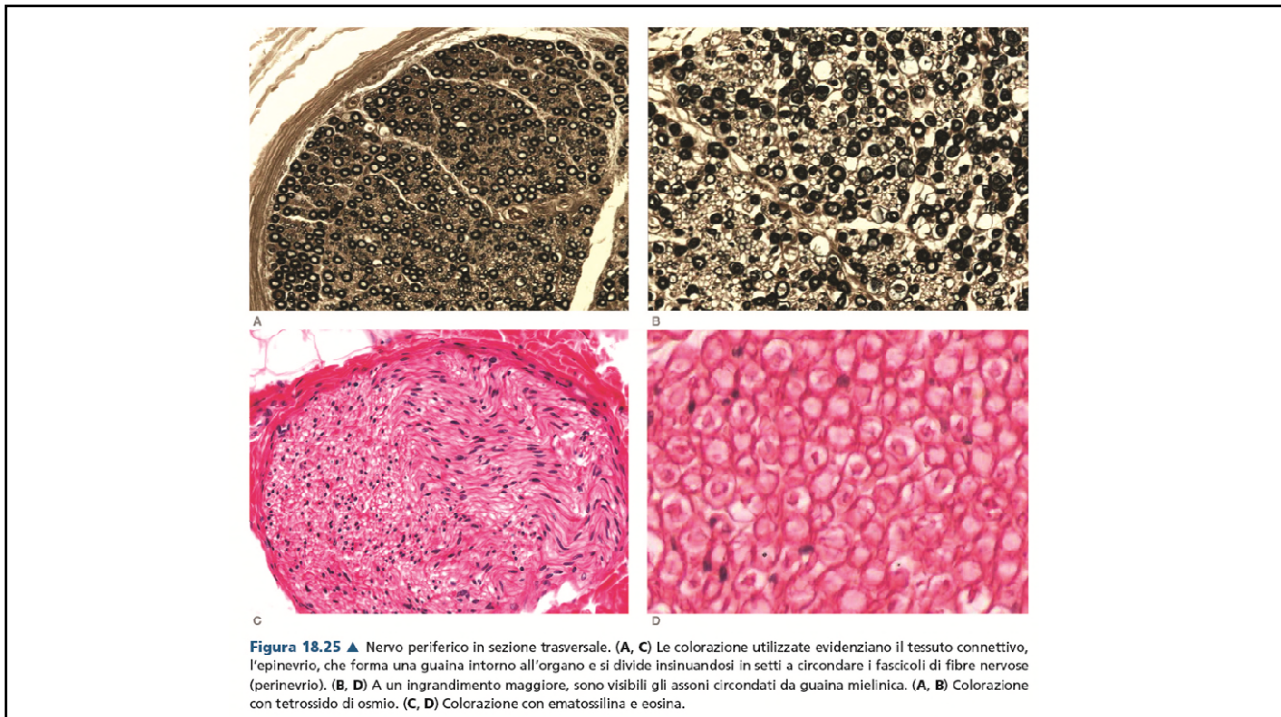 A
B
C
D
Figura 18.25 ▲ Nervo periferico in sezione trasversale. (A, C) Le colorazione utilizzate evidenziano il tessuto connettivo,
l'epinevrio, che forma una guaina intorno all'organo e si divide insinuandosi in setti a circondare i fascicoli di fibre nervose
(perinevrio). (B, D) A un ingrandimento maggiore, sono visibili gli assoni circondati da guaina mielinica. (A, B) Colorazione
con tetrossido di osmio. (C, D) Colorazione con ematossilina e eosina.